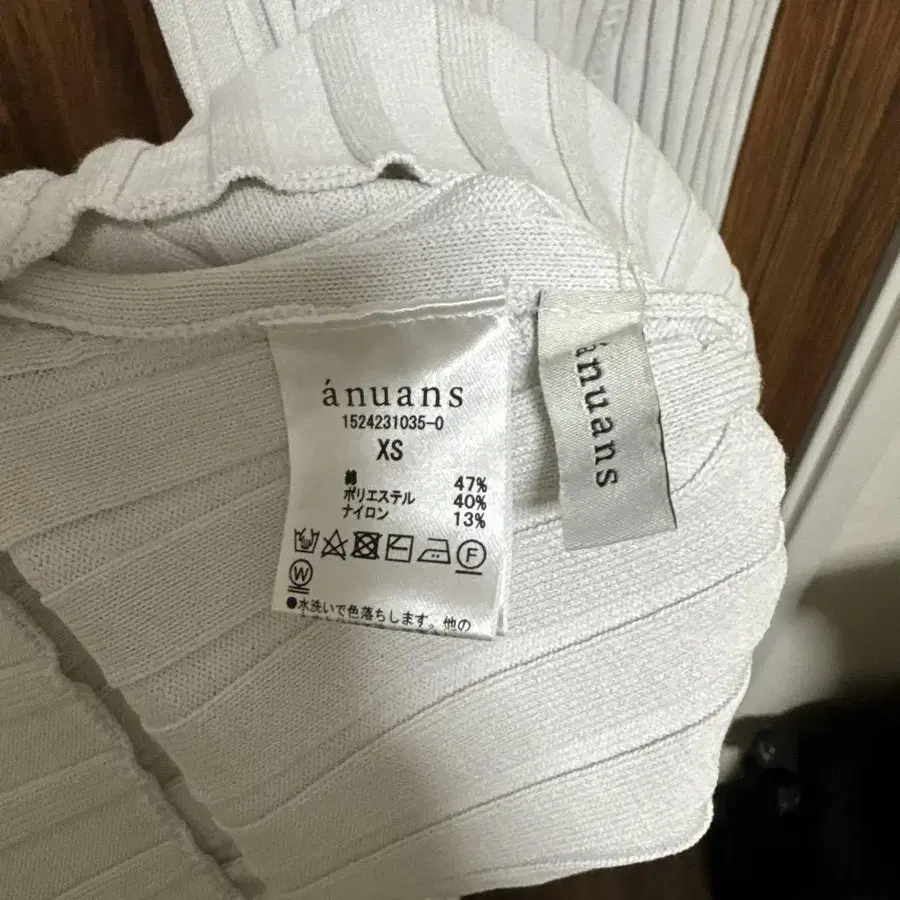 ánuans
1524231035-0
XS
綿 47%
ポリエステル 40%
ナイロン 13%
F
W
●水洗いで色落ちします。他の
ánuans